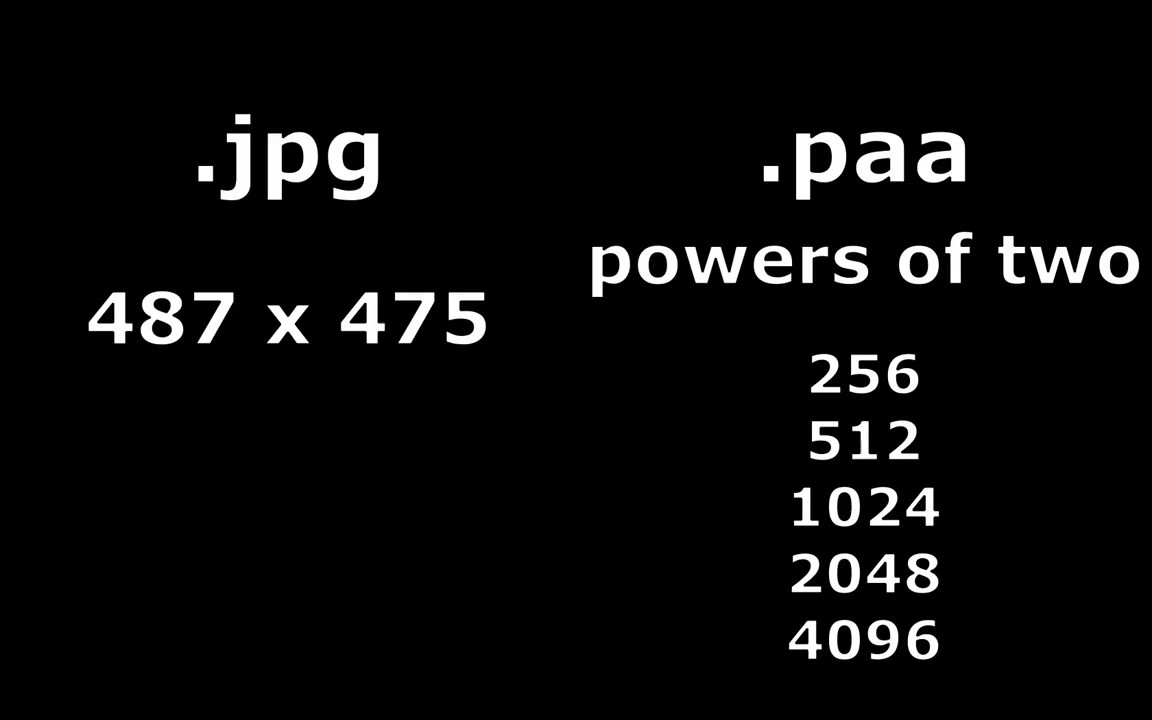 .jpg
487 x 475
.paa
powers of two
256
512
1024
2048
4096